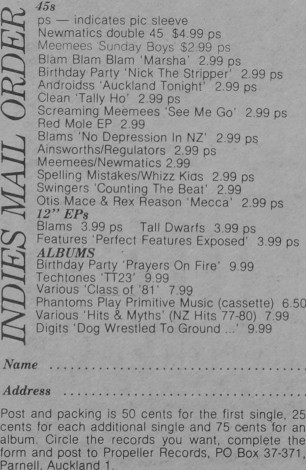 INDIES MAIL ORDER
45s
ps — indicates pic sleeve
Newmatics double 45 $4.99 ps
Meemees Sunday Boys $2.99 ps
Blam Blam Blam 'Marsha' 2.99 ps
Birthday Party 'Nick The Stripper' 2.99 ps
Androidss 'Auckland Tonight' 2.99 ps
Clean 'Tally Ho' 2.99 ps
Screaming Meemees 'See Me Go' 2.99 ps
Red Mole EP 2.99
Blams 'No Depression In NZ' 2.99 ps
Ainsworths/Regulators 2.99 ps
Meemees/Newmatics 2.99
Spelling Mistakes/Whizz Kids 2.99 ps
Swingers 'Counting The Beat' 2.99
Otis Mace & Rex Reason 'Mecca' 2.99 ps
12" EPs
Blams 3.99 ps Tall Dwarfs 3.99 ps
Features 'Perfect Features Exposed' 3.99 ps
ALBUMS
Birthday Party 'Prayers On Fire' 9.99
Techtones 'TT23' 9.99
Various 'Class of '81' 7.99
Phantoms Play Primitive Music (cassette) 6.50
Various 'Hits & Myths' (NZ Hits 77-80) 7.99
Digits 'Dog Wrestled To Ground ...' 9.99
Name ..............................
Address ..............................
Post and packing is 50 cents for the first single, 25
cents for each additional single and 75 cents for an
album. Circle the records you want, complete the
form and post to Propeller Records, PO Box 37-371,
Parnell, Auckland 1.